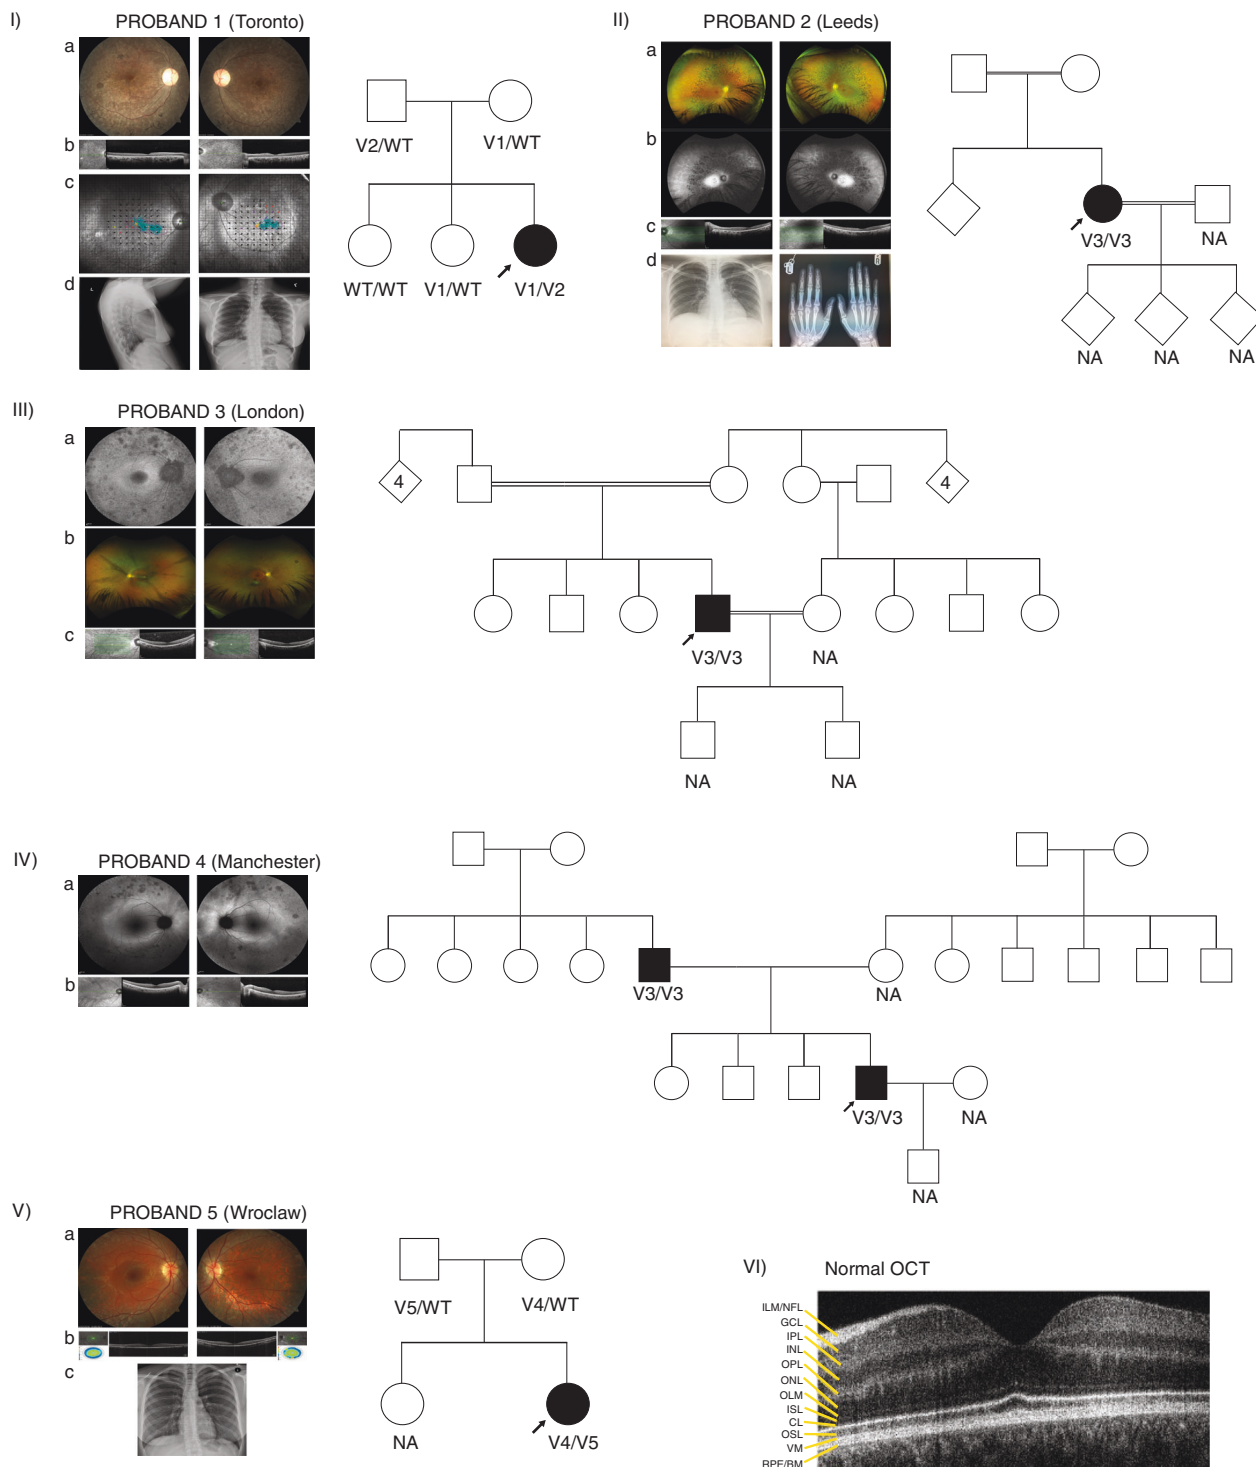 I) PROBAND 1 (Toronto)
a
b
c
d
V2/WT V1/WT
WT/WT V1/WT V1/V2
II) PROBAND 2 (Leeds)
a
b
c
d
V3/V3 NA
NA NA NA
III) PROBAND 3 (London)
a
b
c
4 4
V3/V3 NA
NA NA
IV) PROBAND 4 (Manchester)
a
b
V3/V3 NA
V3/V3 NA
NA
V) PROBAND 5 (Wroclaw)
a
b
c
V5/WT V4/WT
NA V4/V5
VI) Normal OCT
ILM/NFL
GCL
IPL
INL
OPL
ONL
OLM
ISL
CL
OSL
VM
RPE/BM